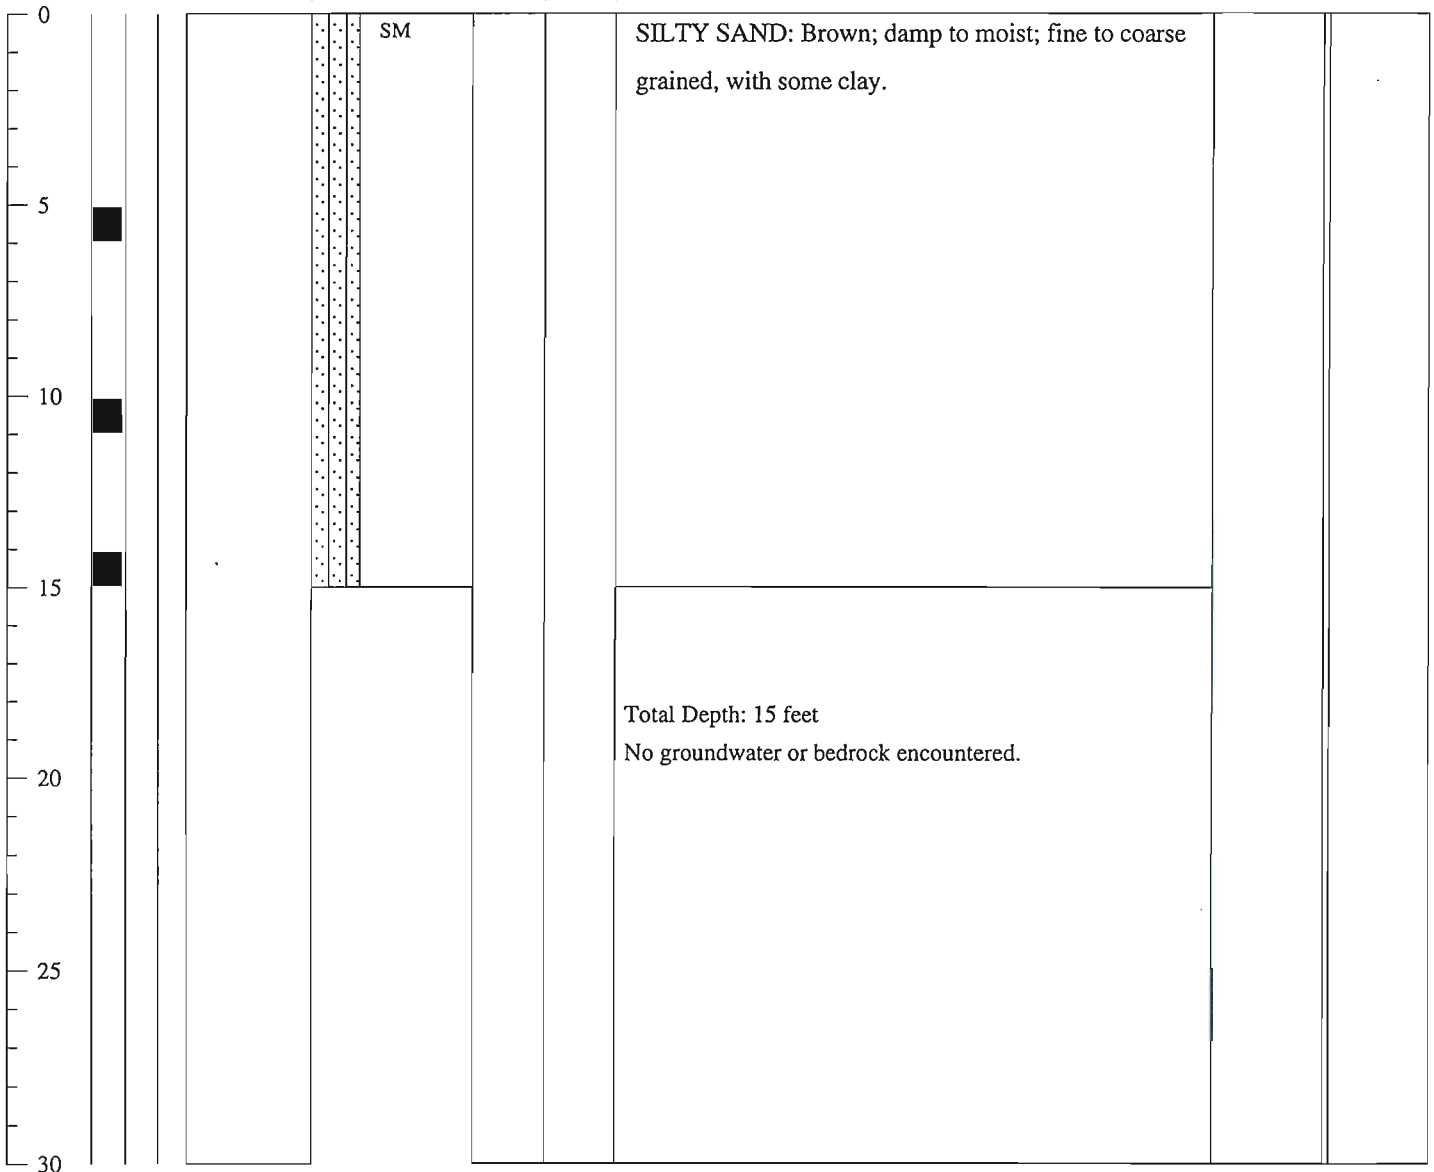 0
SM
SILTY SAND: Brown; damp to moist; fine to coarse
grained, with some clay.
5
10
15
Total Depth: 15 feet
No groundwater or bedrock encountered.
20
25
30